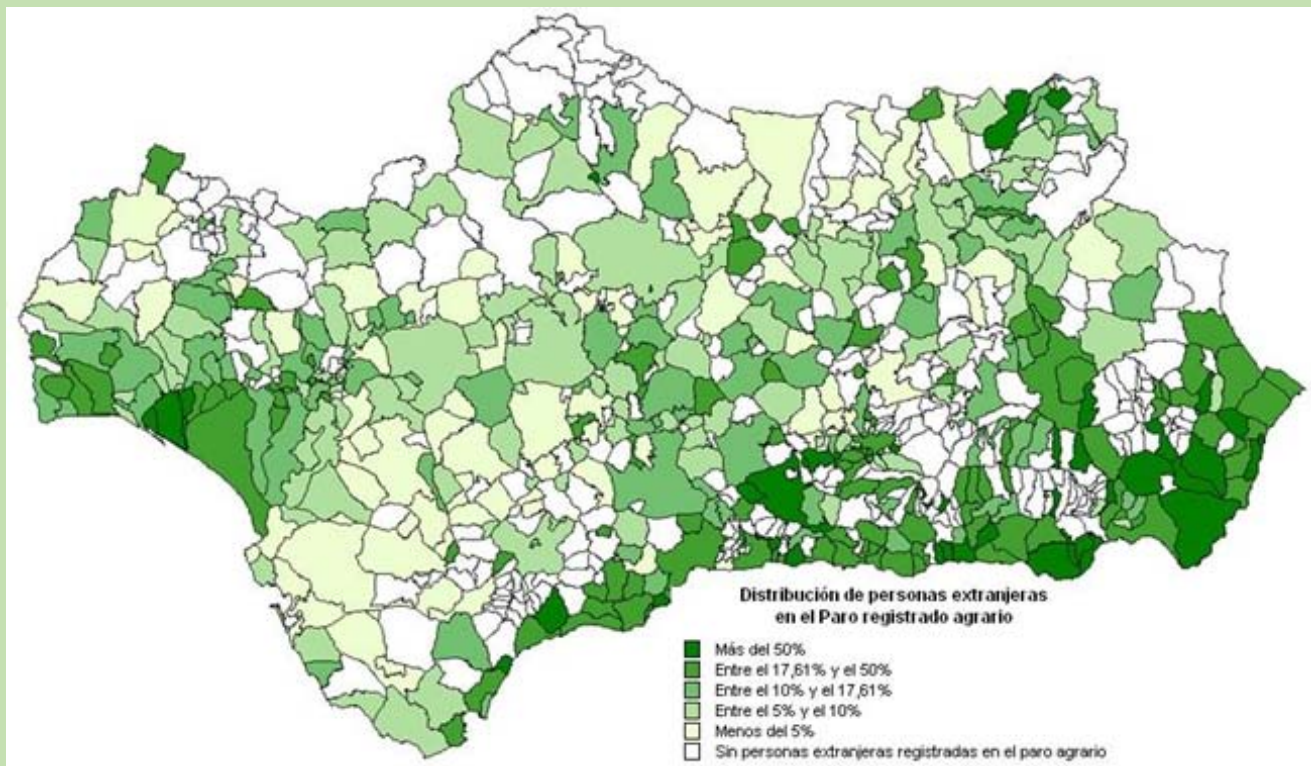 Distribución de personas extranjeras
en el Paro registrado agrario
Más del 50%
Entre el 17,61% y el 50%
Entre el 10% y el 17,61%
Entre el 5% y el 10%
Menos del 5%
Sin personas extranjeras registradas en el paro agrario